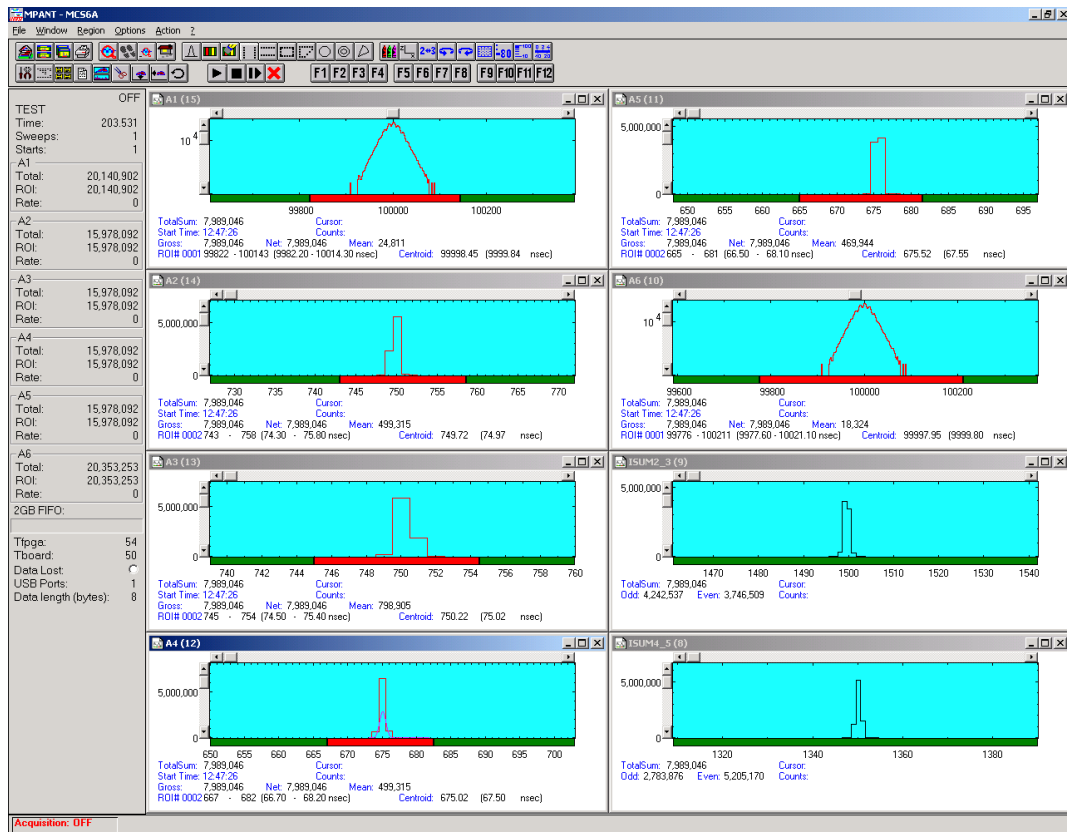 MPANT - MCS6A
File Window Region Options Action ?
F1 F2 F3 F4 F5 F6 F7 F8 F9 F10 F11 F12
OFF
TEST
Time: 203.531
Sweeps: 1
Starts: 1
A1
Total: 20,140,902
ROI: 20,140,902
Rate: 0
A2
Total: 15,978,092
ROI: 15,978,092
Rate: 0
A3
Total: 15,978,092
ROI: 15,978,092
Rate: 0
A4
Total: 15,978,092
ROI: 15,978,092
Rate: 0
A5
Total: 15,978,092
ROI: 15,978,092
Rate: 0
A6
Total: 20,353,253
ROI: 20,353,253
Rate: 0
2GB FIFO:
Tfpga: 54
Tboard: 50
Data Lost:
USB Ports: 1
Data length (bytes): 8
A1 (15)
10 4
99800 100000 100200
TotalSum: 7,989,046 Cursor:
Start Time: 12:47:26 Counts:
Gross: 7,989,046 Net: 7,989,046 Mean: 24,811
ROI# 0001 99822 - 100143 (9982.20 - 10014.30 nsec) Centroid: 99998.45 (9999.84 nsec)
A5 (11)
5,000,000
0
650 655 660 665 670 675 680 685 690 695
TotalSum: 7,989,046 Cursor:
Start Time: 12:47:26 Counts:
Gross: 7,989,046 Net: 7,989,046 Mean: 469,944
ROI# 0002 665 - 681 (66.50 - 68.10 nsec) Centroid: 675.52 (67.55 nsec)
A2 (14)
5,000,000
0
730 735 740 745 750 755 760 765 770
TotalSum: 7,989,046 Cursor:
Start Time: 12:47:26 Counts:
Gross: 7,989,046 Net: 7,989,046 Mean: 499,315
ROI# 0002 743 - 758 (74.30 - 75.80 nsec) Centroid: 749.72 (74.97 nsec)
A6 (10)
10 4
99600 99800 100000 100200
TotalSum: 7,989,046 Cursor:
Start Time: 12:47:26 Counts:
Gross: 7,989,046 Net: 7,989,046 Mean: 18,324
ROI# 0001 99776 - 100211 (9977.60 - 10021.10 nsec) Centroid: 99997.95 (9999.80 nsec)
A3 (13)
5,000,000
0
740 742 744 746 748 750 752 754 756 758 760
TotalSum: 7,989,046 Cursor:
Start Time: 12:47:26 Counts:
Gross: 7,989,046 Net: 7,989,046 Mean: 798,905
ROI# 0002 745 - 754 (74.50 - 75.40 nsec) Centroid: 750.22 (75.02 nsec)
ISUM2_3 (9)
5,000,000
0
1470 1480 1490 1500 1510 1520 1530 1540
TotalSum: 7,989,046 Cursor:
Odd: 4,242,537 Even: 3,746,509 Counts:
A4 (12)
5,000,000
0
650 655 660 665 670 675 680 685 690 695 700
TotalSum: 7,989,046 Cursor:
Start Time: 12:47:26 Counts:
Gross: 7,989,046 Net: 7,989,046 Mean: 499,315
ROI# 0002 667 - 682 (66.70 - 68.20 nsec) Centroid: 675.02 (67.50 nsec)
ISUM4_5 (8)
5,000,000
0
1320 1340 1360 1380
TotalSum: 7,989,046 Cursor:
Odd: 2,783,876 Even: 5,205,170 Counts:
Acquisition: OFF